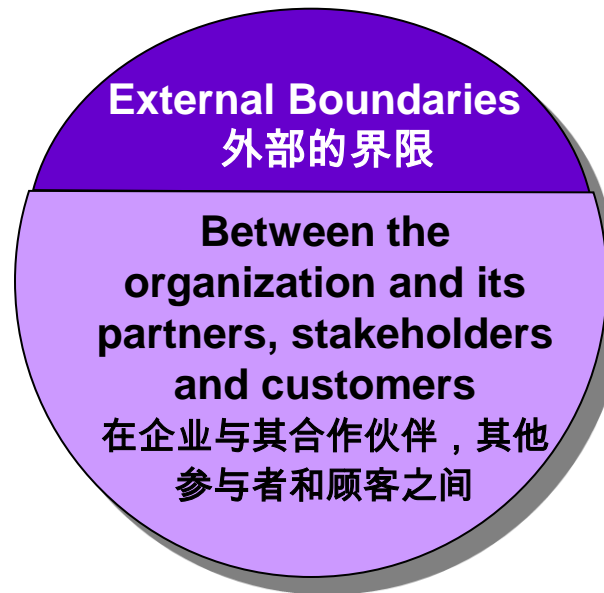 External Boundaries
外部的界限
Between the
organization and its
partners, stakeholders
and customers
在企业与其合作伙伴，其他
参与者和顾客之间